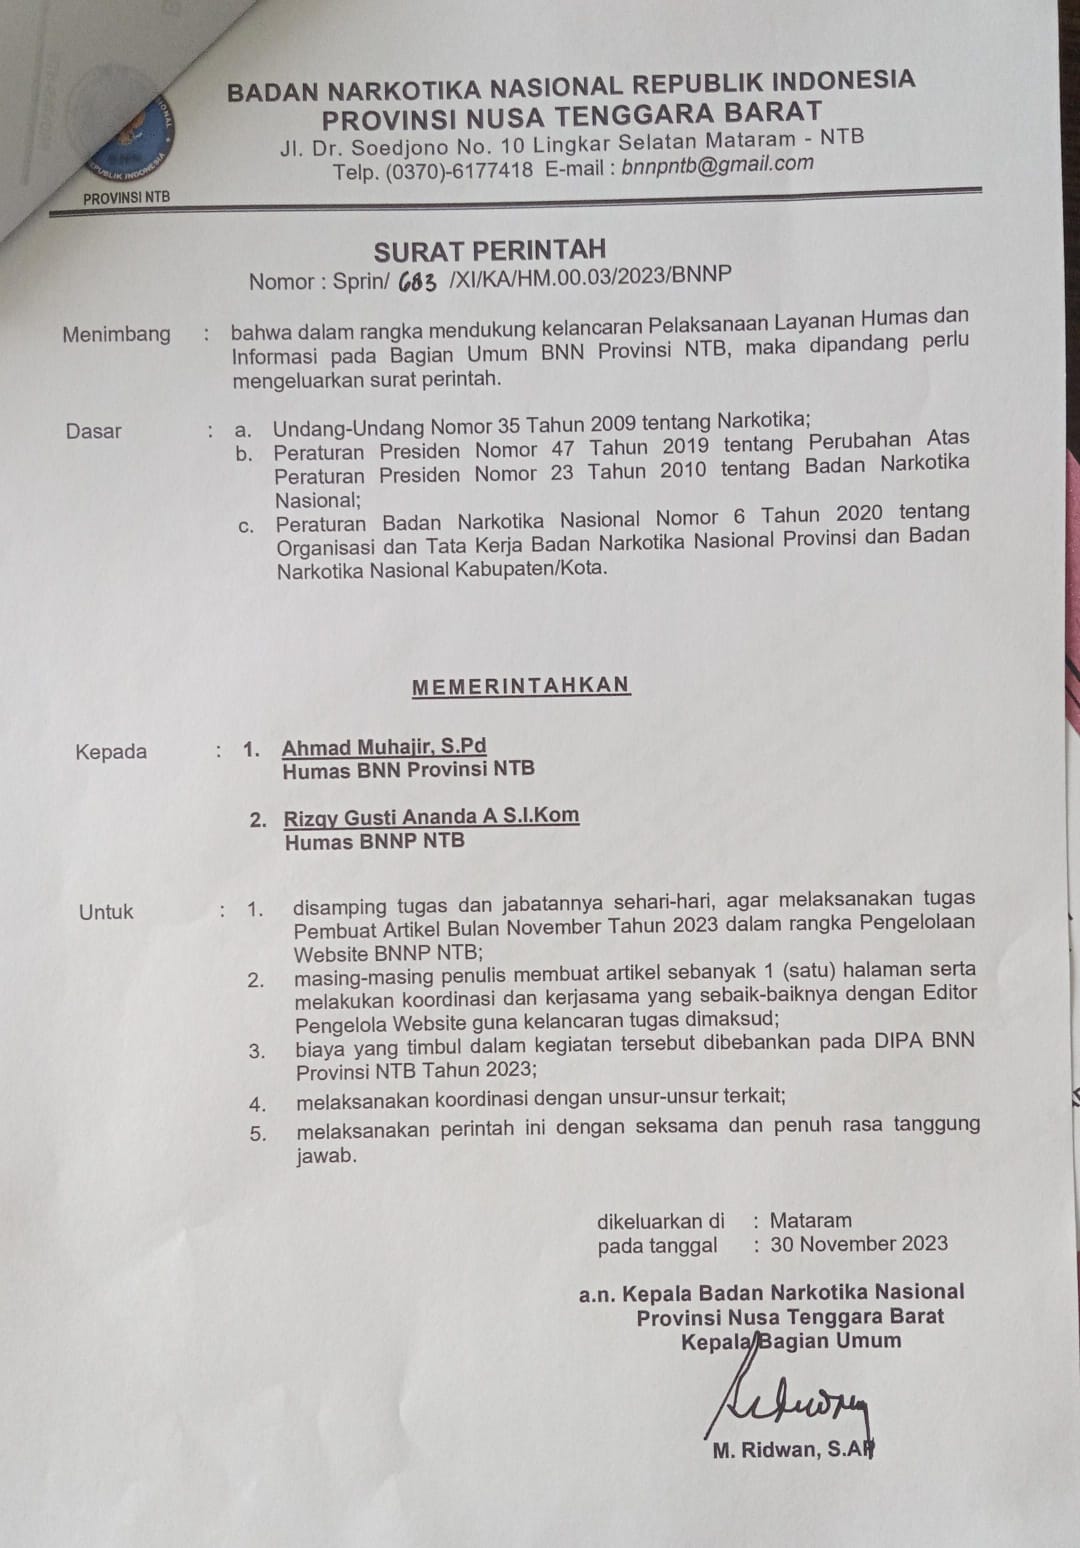 BADAN NARKOTIKA NASIONAL REPUBLIK INDONESIA
PROVINSI NUSA TENGGARA BARAT
Jl. Dr. Soedjono No. 10 Lingkar Selatan Mataram - NTB
Telp. (0370)-6177418 E-mail : bnnpntb@gmail.com
PROVINSI NTB
SURAT PERINTAH
Nomor : Sprin/ 683 /XI/KA/HM.00.03/2023/BNNP
Menimbang : bahwa dalam rangka mendukung kelancaran Pelaksanaan Layanan Humas dan
Informasi pada Bagian Umum BNN Provinsi NTB, maka dipandang perlu
mengeluarkan surat perintah.
Dasar : a. Undang-Undang Nomor 35 Tahun 2009 tentang Narkotika;
b. Peraturan Presiden Nomor 47 Tahun 2019 tentang Perubahan Atas
Peraturan Presiden Nomor 23 Tahun 2010 tentang Badan Narkotika
Nasional;
c. Peraturan Badan Narkotika Nasional Nomor 6 Tahun 2020 tentang
Organisasi dan Tata Kerja Badan Narkotika Nasional Provinsi dan Badan
Narkotika Nasional Kabupaten/Kota.
MEMERINTAHKAN
Kepada : 1. Ahmad Muhajir, S.Pd
Humas BNN Provinsi NTB
2. Rizqy Gusti Ananda A S.I.Kom
Humas BNNP NTB
Untuk : 1. disamping tugas dan jabatannya sehari-hari, agar melaksanakan tugas
Pembuat Artikel Bulan November Tahun 2023 dalam rangka Pengelolaan
Website BNNP NTB;
2. masing-masing penulis membuat artikel sebanyak 1 (satu) halaman serta
melakukan koordinasi dan kerjasama yang sebaik-baiknya dengan Editor
Pengelola Website guna kelancaran tugas dimaksud;
3. biaya yang timbul dalam kegiatan tersebut dibebankan pada DIPA BNN
Provinsi NTB Tahun 2023;
4. melaksanakan koordinasi dengan unsur-unsur terkait;
5. melaksanakan perintah ini dengan seksama dan penuh rasa tanggung
jawab.
dikeluarkan di : Mataram
pada tanggal : 30 November 2023
a.n. Kepala Badan Narkotika Nasional
Provinsi Nusa Tenggara Barat
Kepala Bagian Umum
M. Ridwan, S.AP